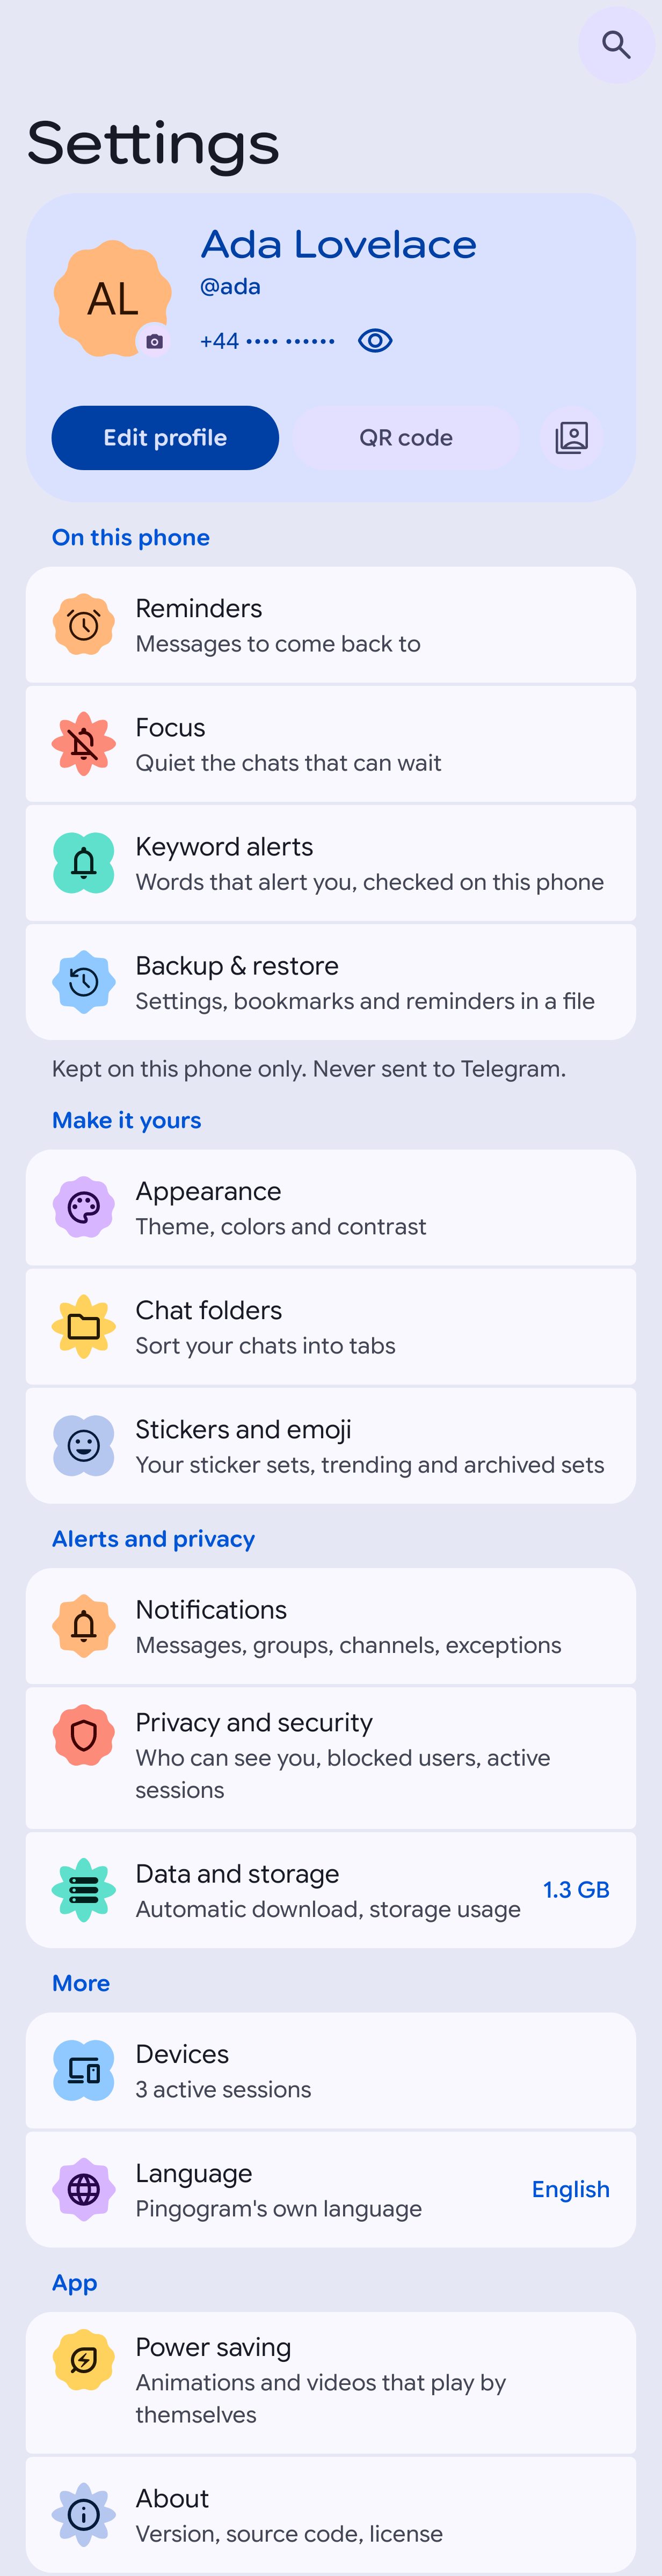 Settings
AL
Ada Lovelace
@ada
+44 •••• ••••••
Edit profile
QR code
On this phone
Reminders
Messages to come back to
Focus
Quiet the chats that can wait
Keyword alerts
Words that alert you, checked on this phone
Backup & restore
Settings, bookmarks and reminders in a file
Kept on this phone only. Never sent to Telegram.
Make it yours
Appearance
Theme, colors and contrast
Chat folders
Sort your chats into tabs
Stickers and emoji
Your sticker sets, trending and archived sets
Alerts and privacy
Notifications
Messages, groups, channels, exceptions
Privacy and security
Who can see you, blocked users, active
sessions
Data and storage
Automatic download, storage usage
1.3 GB
More
Devices
3 active sessions
Language
Pingogram's own language
English
App
Power saving
Animations and videos that play by
themselves
About
Version, source code, license